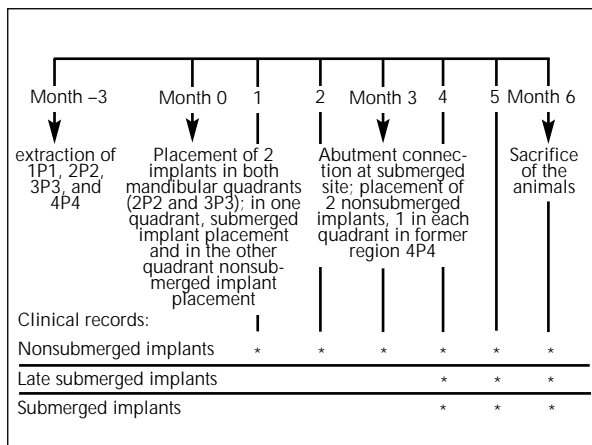 Month –3 Month 0 1 2 Month 3 4 5 Month 6
extraction of
1P1, 2P2,
3P3, and
4P4
Placement of 2
implants in both
mandibular quadrants
(2P2 and 3P3); in one
quadrant, submerged
implant placement
and in the other
quadrant nonsub-
merged implant
placement
Abutment connec-
tion at submerged
site; placement of
2 nonsubmerged
implants, 1 in each
quadrant in former
region 4P4
Sacrifice
of the
animals
Clinical records:
Nonsubmerged implants * * * * * *
Late submerged implants * * *
Submerged implants * * *